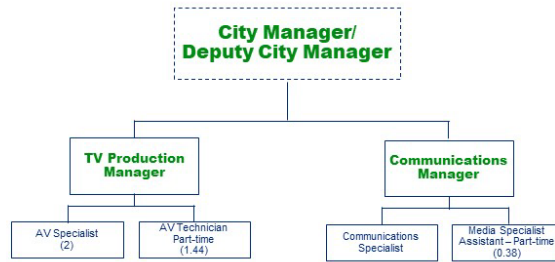 City Manager/
Deputy City Manager
TV Production
Manager
Communications
Manager
AV Specialist
(2)
AV Technician
Part-time
(1.44)
Communications
Specialist
Media Specialist
Assistant – Part-time
(0.38)